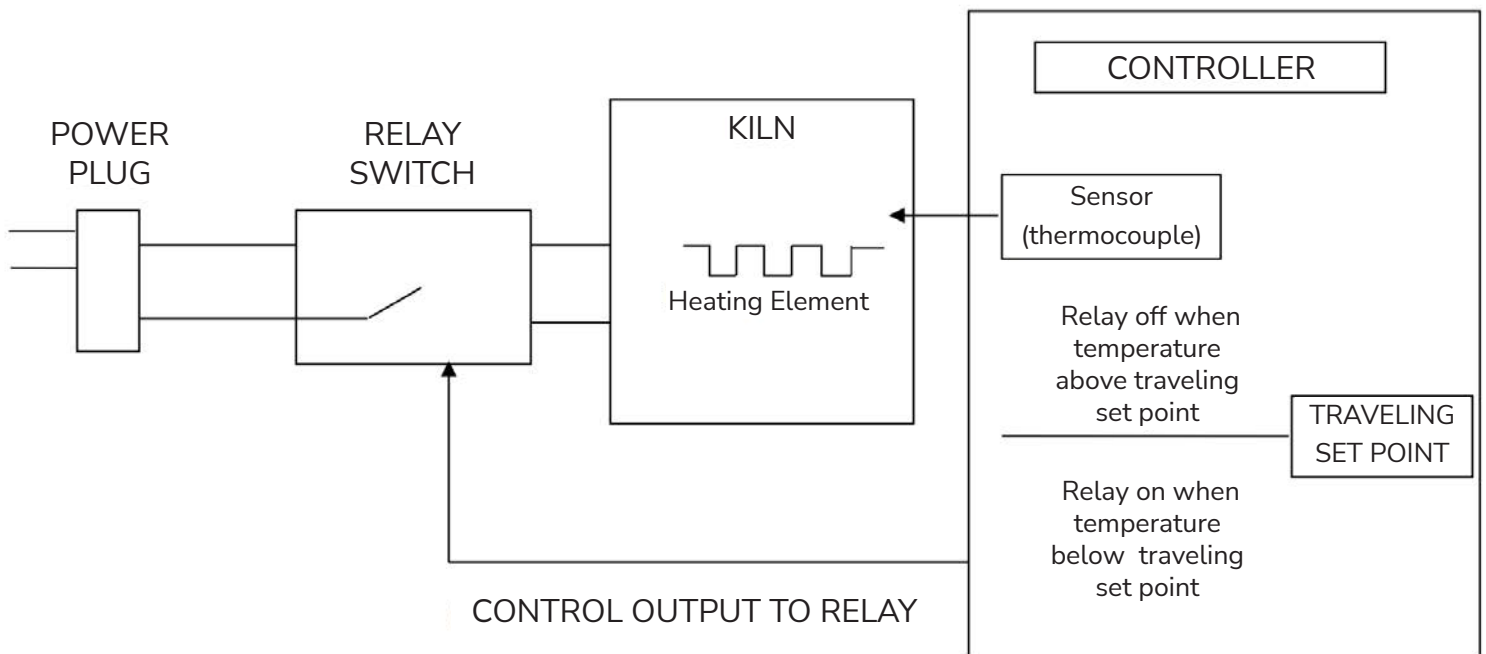 CONTROLLER
POWER
PLUG
RELAY
SWITCH
KILN
Sensor
(thermocouple)
Heating Element
Relay off when
temperature
above traveling
set point
TRAVELING
SET POINT
Relay on when
temperature
below traveling
set point
CONTROL OUTPUT TO RELAY